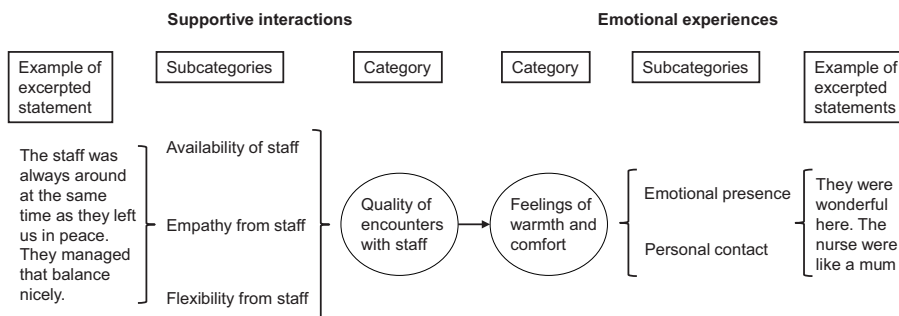 Supportive interactions
Emotional experiences
Example of
excerpted
statement
Subcategories
Category
Category
Subcategories
Example of
excerpted
statements
The staff was
always around
at the same
time as they left
us in peace.
They managed
that balance
nicely.
Availability of staff
Empathy from staff
Flexibility from staff
Quality of
encounters
with staff
Feelings of
warmth and
comfort
Emotional presence
Personal contact
They were
wonderful
here. The
nurse were
like a mum